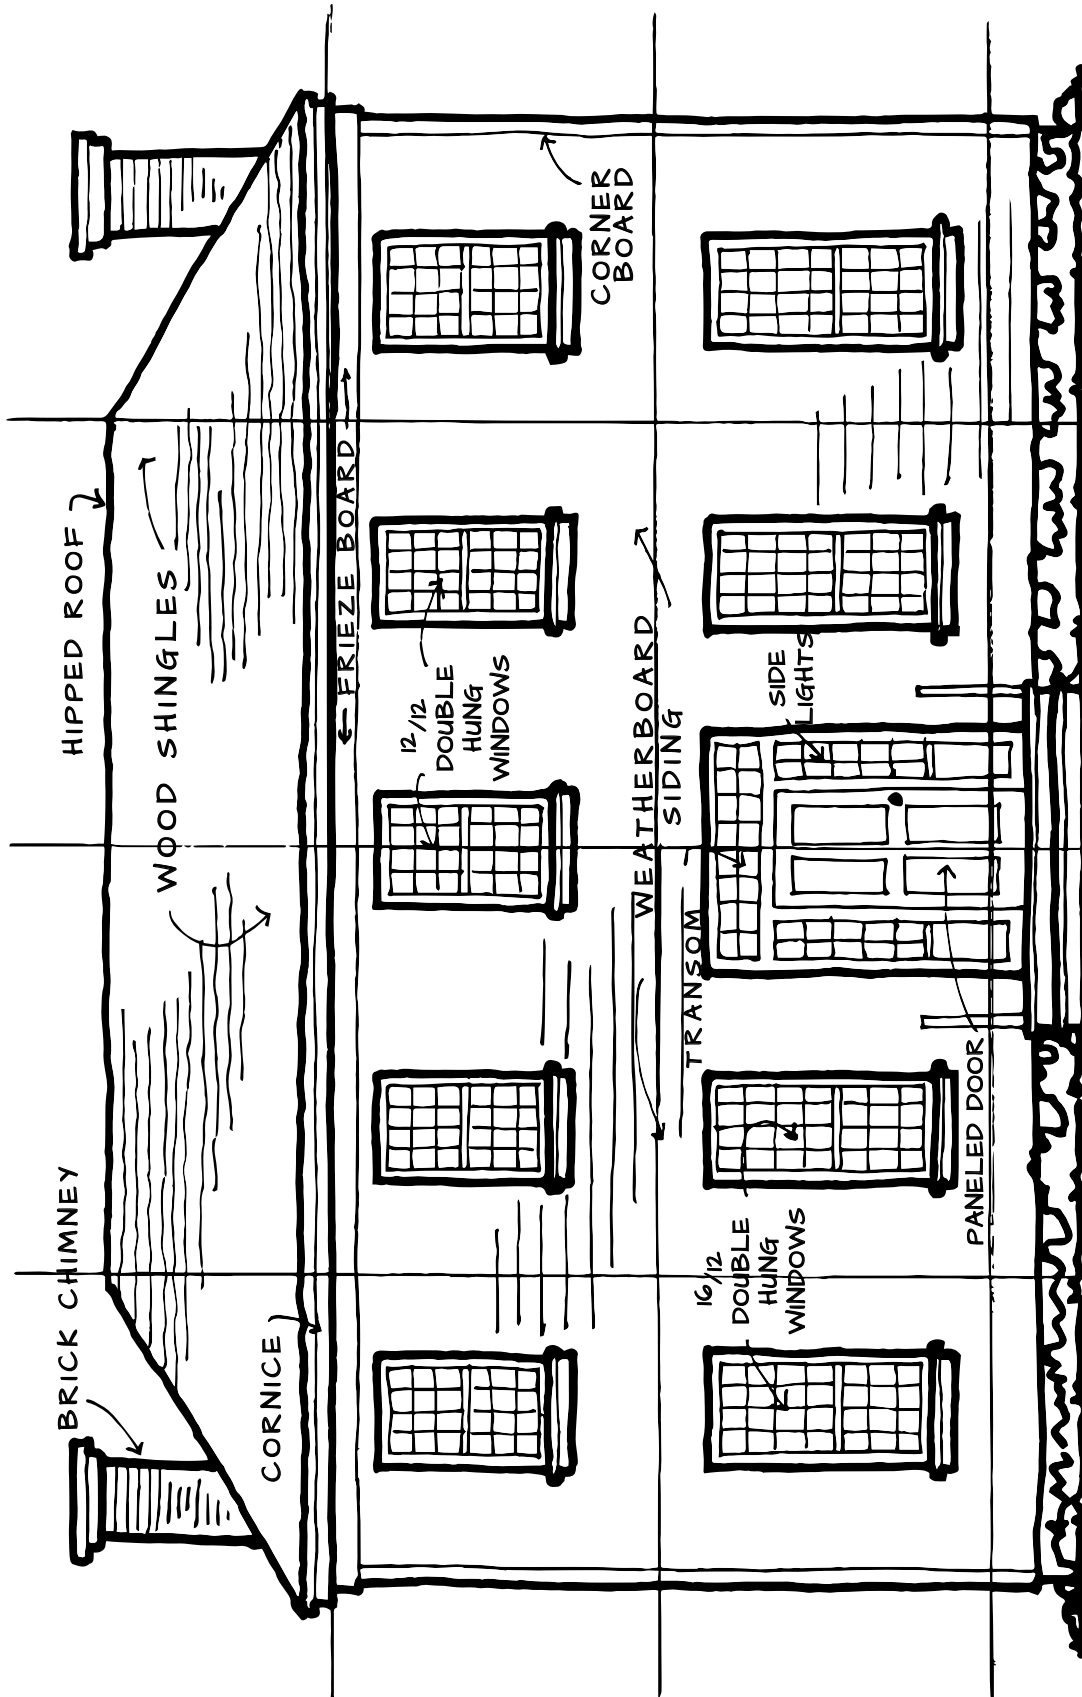 BRICK CHIMNEY
HIPPED ROOF
WOOD SHINGLES
CORNICE
FRIEZE BOARD
12/12
DOUBLE
HUNG
WINDOWS
CORNER
BOARD
WEATHERBOARD
SIDING
TRANSOM
SIDE
LIGHTS
16/12
DOUBLE
HUNG
WINDOWS
PANELED DOOR